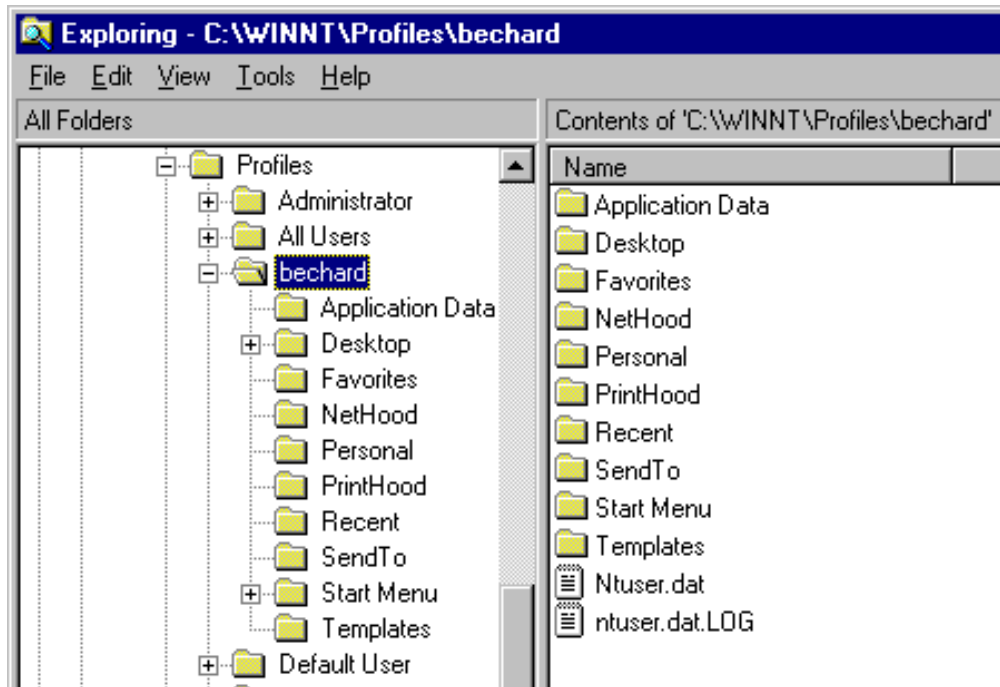 Exploring - C:\WINNT\Profiles\bechard
File Edit View Tools Help
All Folders
Profiles
Administrator
All Users
bechard
Application Data
Desktop
Favorites
NetHood
Personal
PrintHood
Recent
SendTo
Start Menu
Templates
Default User
Contents of 'C:\WINNT\Profiles\bechard'
Name
Application Data
Desktop
Favorites
NetHood
Personal
PrintHood
Recent
SendTo
Start Menu
Templates
Ntuser.dat
ntuser.dat.LOG